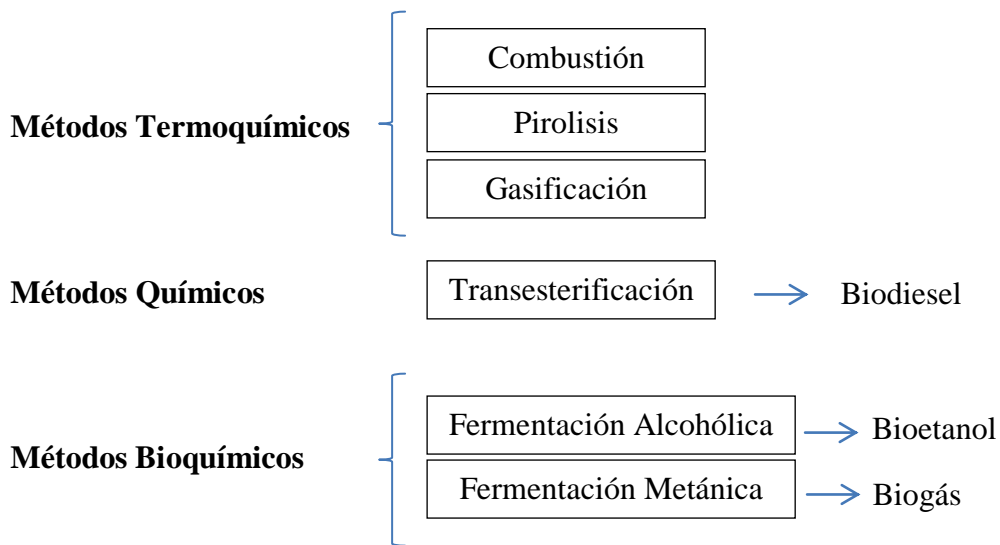 Combustión
Métodos Termoquímicos
Pirolisis
Gasificación
Métodos Químicos
Transesterificación
Biodiesel
Fermentación Alcohólica
Bioetanol
Métodos Bioquímicos
Fermentación Metánica
Biogás